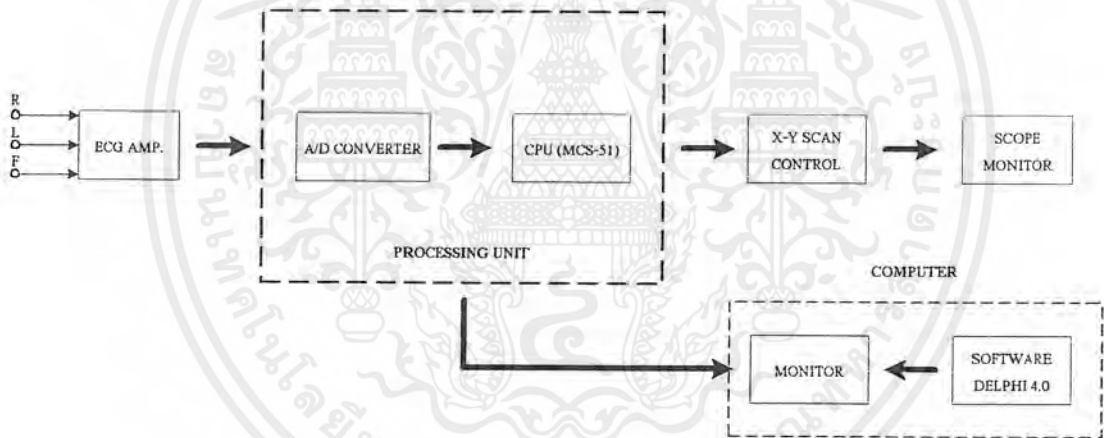 R
L
F
ECG AMP.
A/D CONVERTER
CPU (MCS-51)
PROCESSING UNIT
X-Y SCAN
CONTROL
SCOPE
MONITOR
COMPUTER
MONITOR
SOFTWARE
DELPHI 4.0